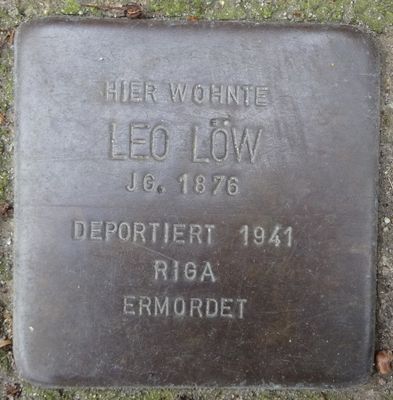 HIER WOHNTE
LEO LÖW
JG. 1876
DEPORTIERT 1941
RIGA
ERMORDET